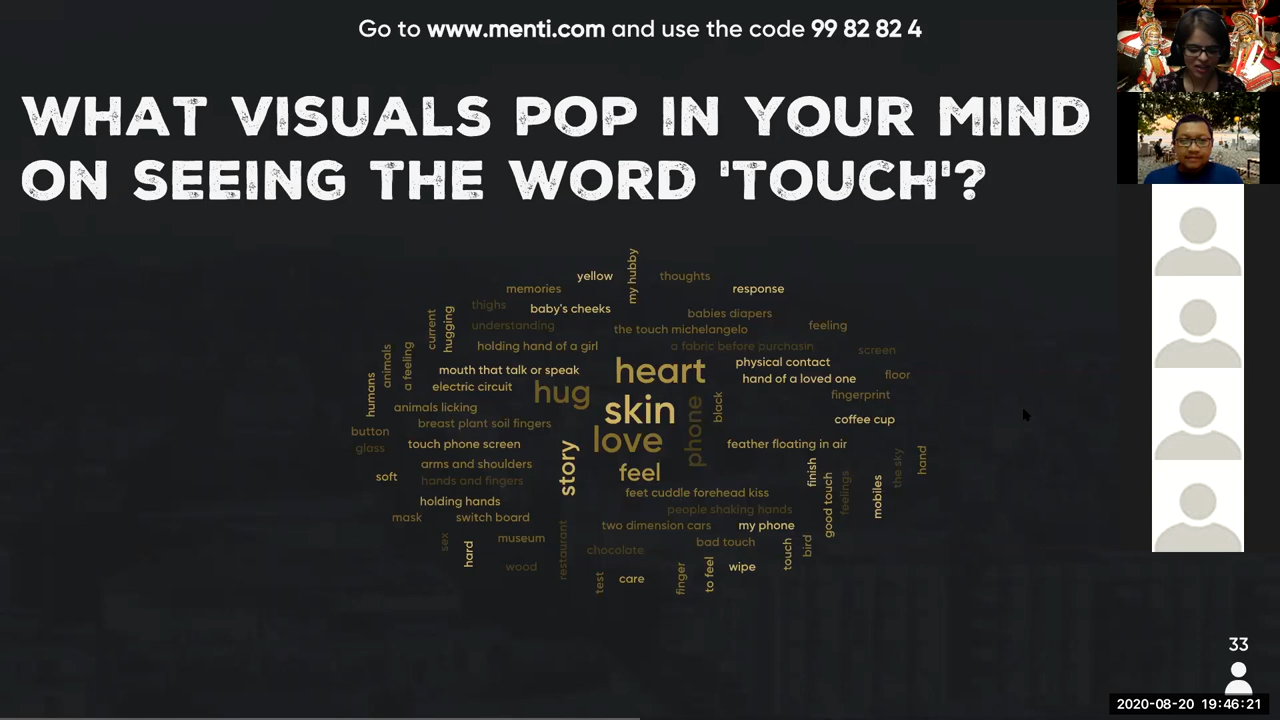 Go to www.menti.com and use the code 99 82 82 4
WHAT VISUALS POP IN YOUR MIND
ON SEEING THE WORD 'TOUCH'?
yellow
my hubby
thoughts
memories
response
thighs
baby's cheeks
babies diapers
current
hugging
understanding
the touch michelangelo
feeling
holding hand of a girl
a fabric before purchasin
screen
animals
a feeling
mouth that talk or speak
heart
physical contact
humans
electric circuit
hug
hand of a loved one
floor
fingerprint
animals licking
skin
phone
black
coffee cup
breast plant soil fingers
button
glass
touch phone screen
love
feather floating in air
story
arms and shoulders
feel
finish
the sky
hand
soft
hands and fingers
feet cuddle forehead kiss
good touch
feelings
mobiles
holding hands
people shaking hands
mask
switch board
two dimension cars
my phone
sex
hard
museum
restaurant
chocolate
bad touch
touch
bird
wood
test
care
finger
to feel
wipe
33
2020-08-20 19:46:21